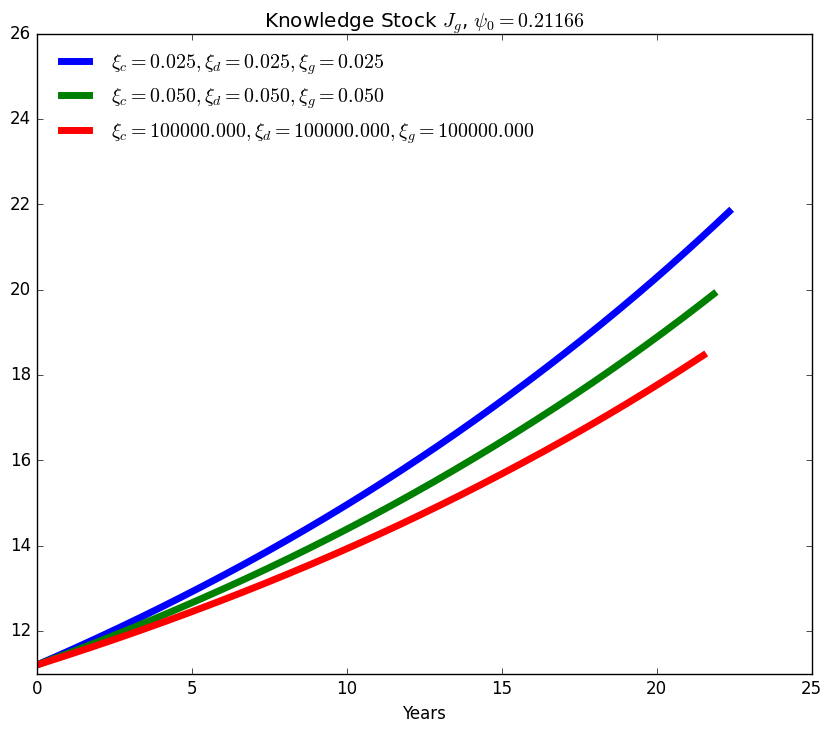 Knowledge Stock $J_g$, $\psi_0 = 0.21166$
26
24
22
20
18
16
14
12
$\xi_c = 0.025, \xi_d = 0.025, \xi_g = 0.025$
$\xi_c = 0.050, \xi_d = 0.050, \xi_g = 0.050$
$\xi_c = 100000.000, \xi_d = 100000.000, \xi_g = 100000.000$
0 5 10 15 20 25
Years